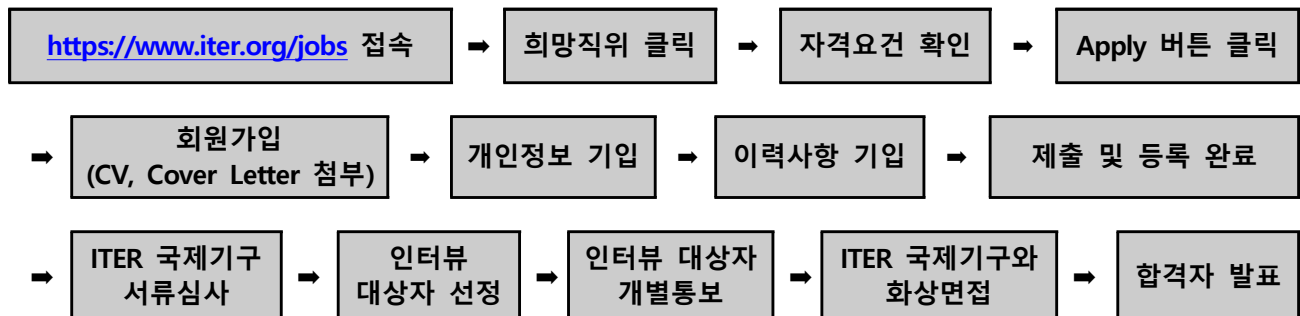 https://www.iter.org/jobs 접속 ➡ 희망직위 클릭 ➡ 자격요건 확인 ➡ Apply 버튼 클릭
➡ 회원가입
(CV, Cover Letter 첨부) ➡ 개인정보 기입 ➡ 이력사항 기입 ➡ 제출 및 등록 완료
➡ ITER 국제기구
서류심사 ➡ 인터뷰
대상자 선정 ➡ 인터뷰 대상자
개별통보 ➡ ITER 국제기구와
화상면접 ➡ 합격자 발표